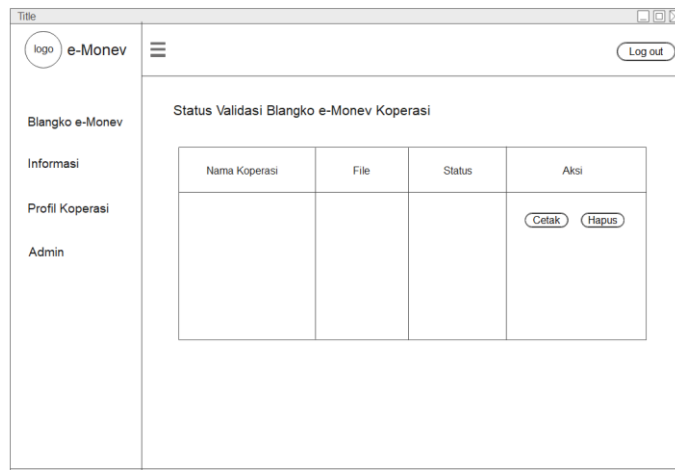 Title
logo
e-Monev
☰
Log out
Blangko e-Monev
Informasi
Profil Koperasi
Admin
Status Validasi Blangko e-Monev Koperasi
Nama Koperasi
File
Status
Aksi
Cetak
Hapus